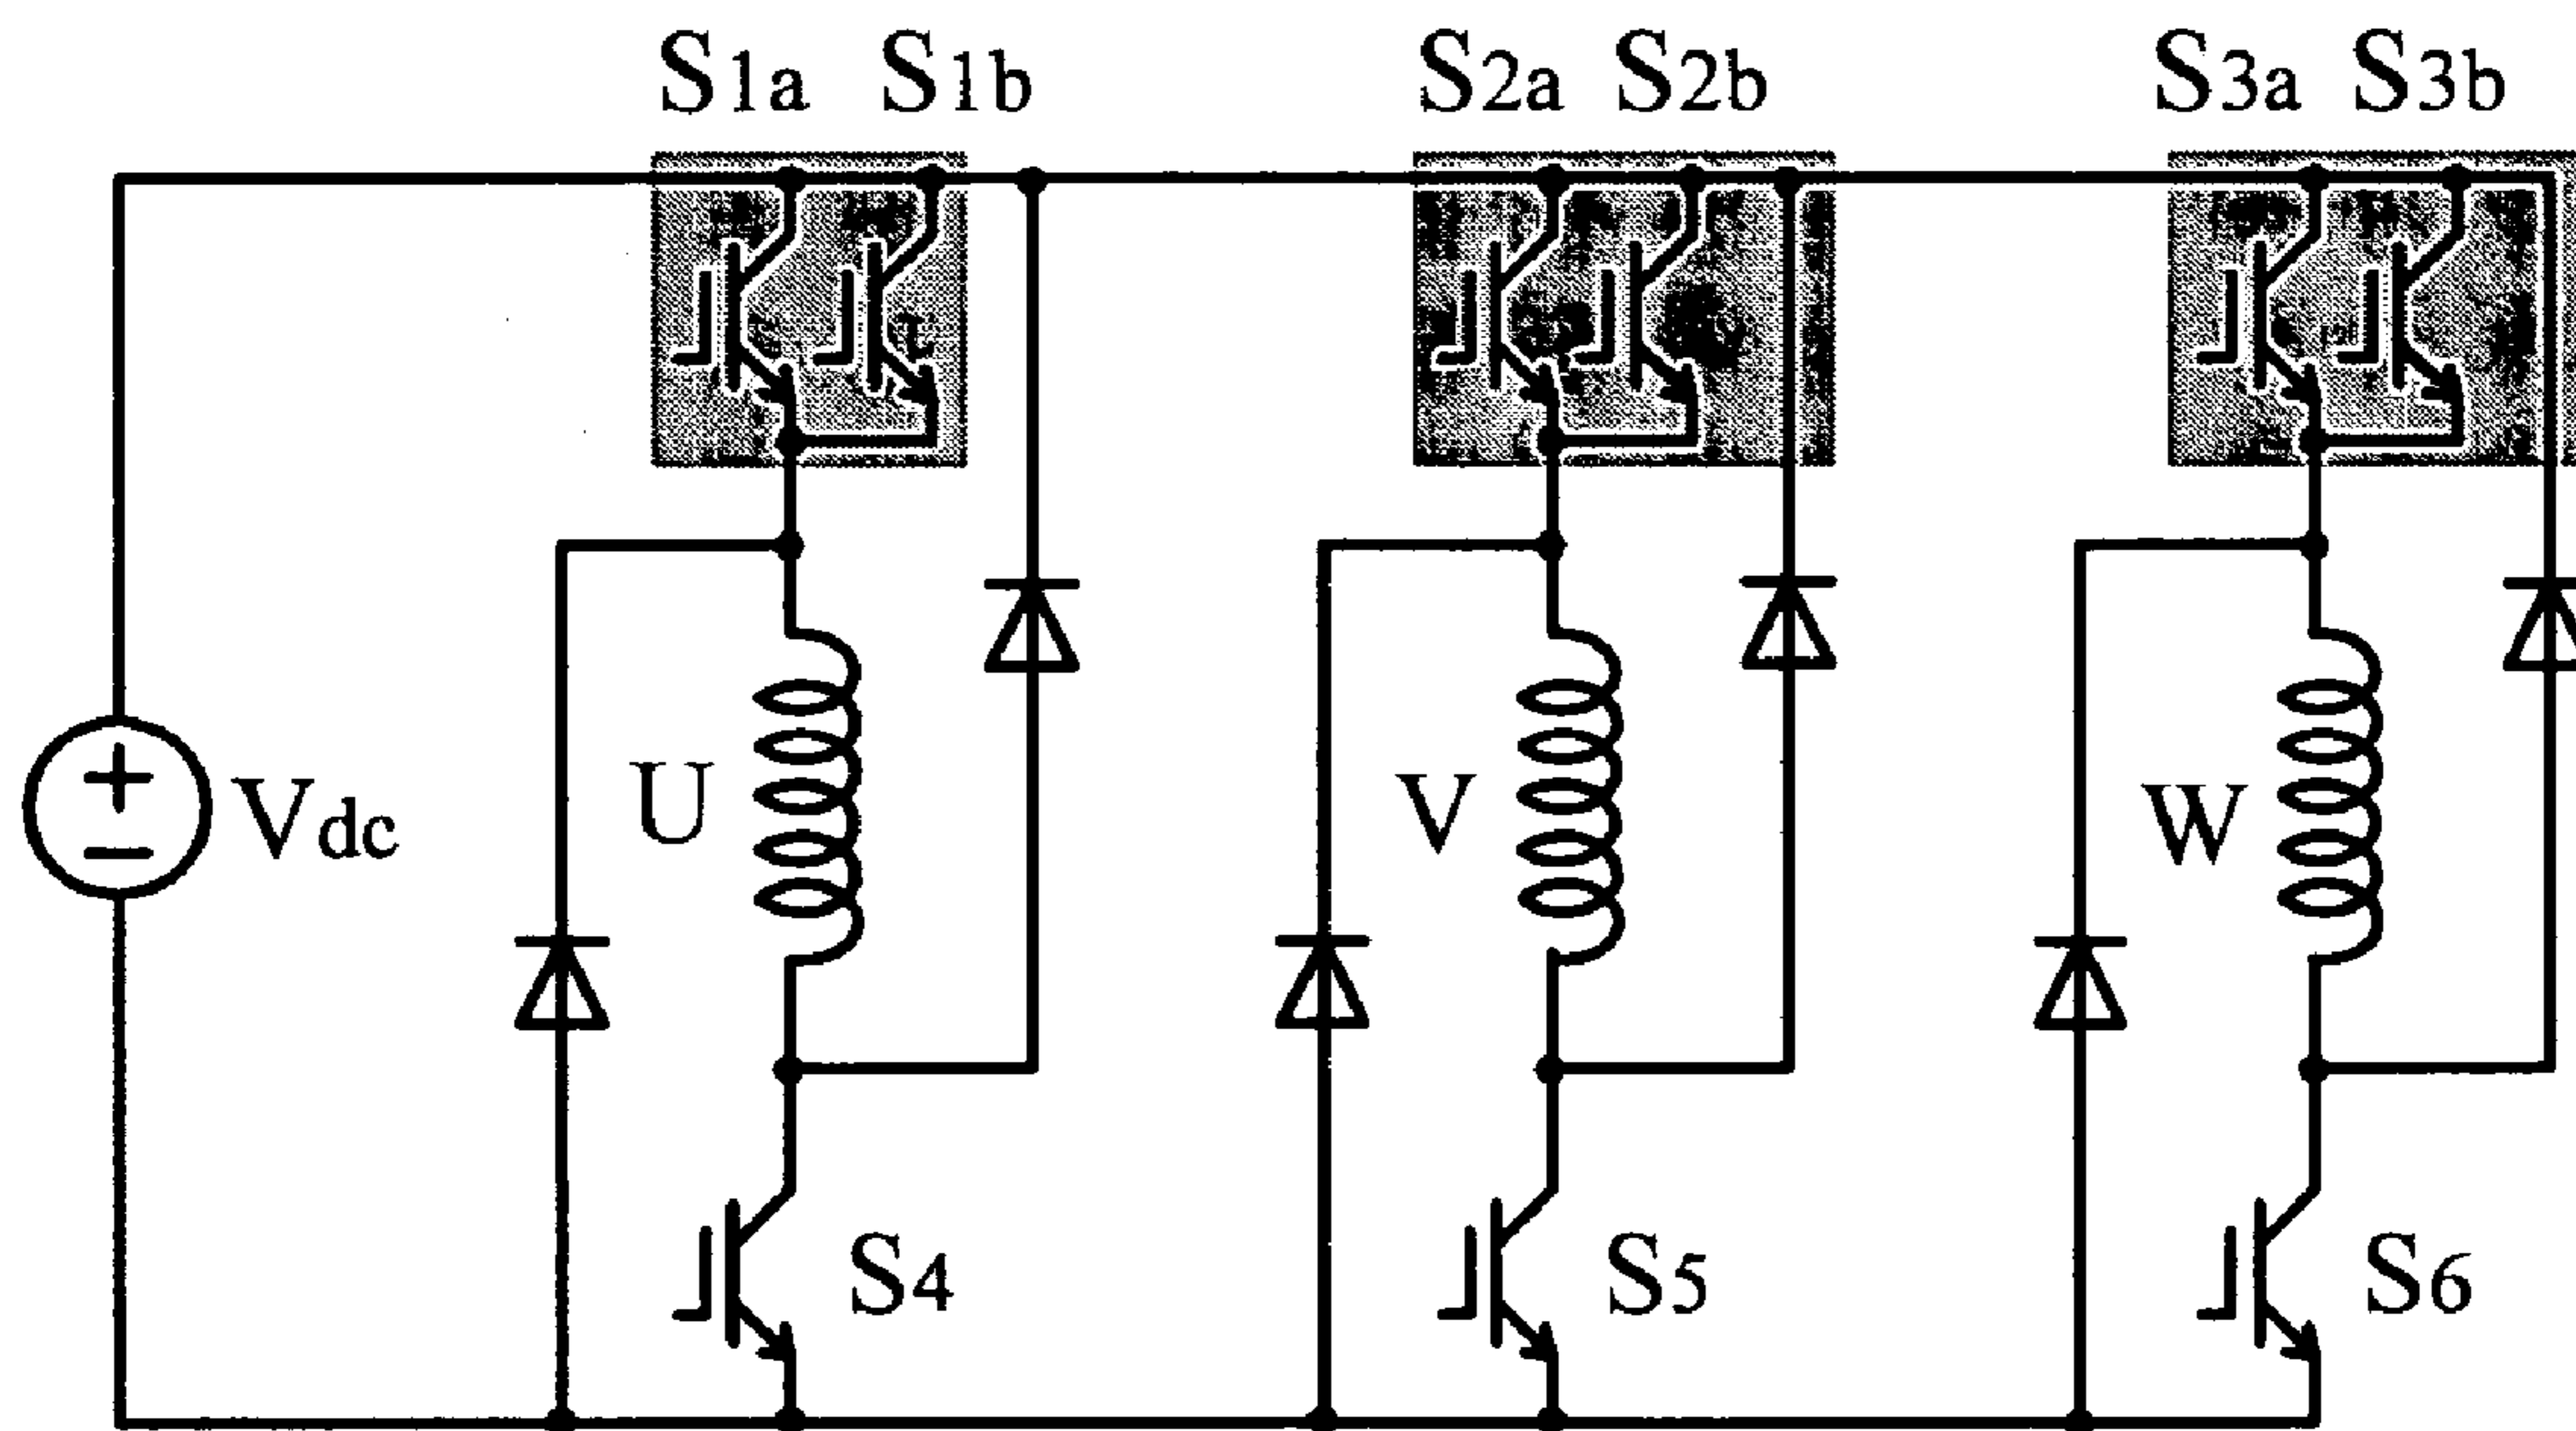 S1a S1b S2a S2b S3a S3b
+
−
Vdc
U
V
W
S4
S5
S6